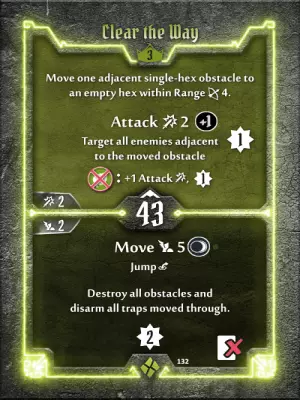 Clear the Way
3
Move one adjacent single-hex obstacle to
an empty hex within Range 4.
Attack 2 +1
Target all enemies adjacent
to the moved obstacle
1
: +1 Attack, 1
2
43
2
Move 5
Jump
Destroy all obstacles and
disarm all traps moved through.
2
132